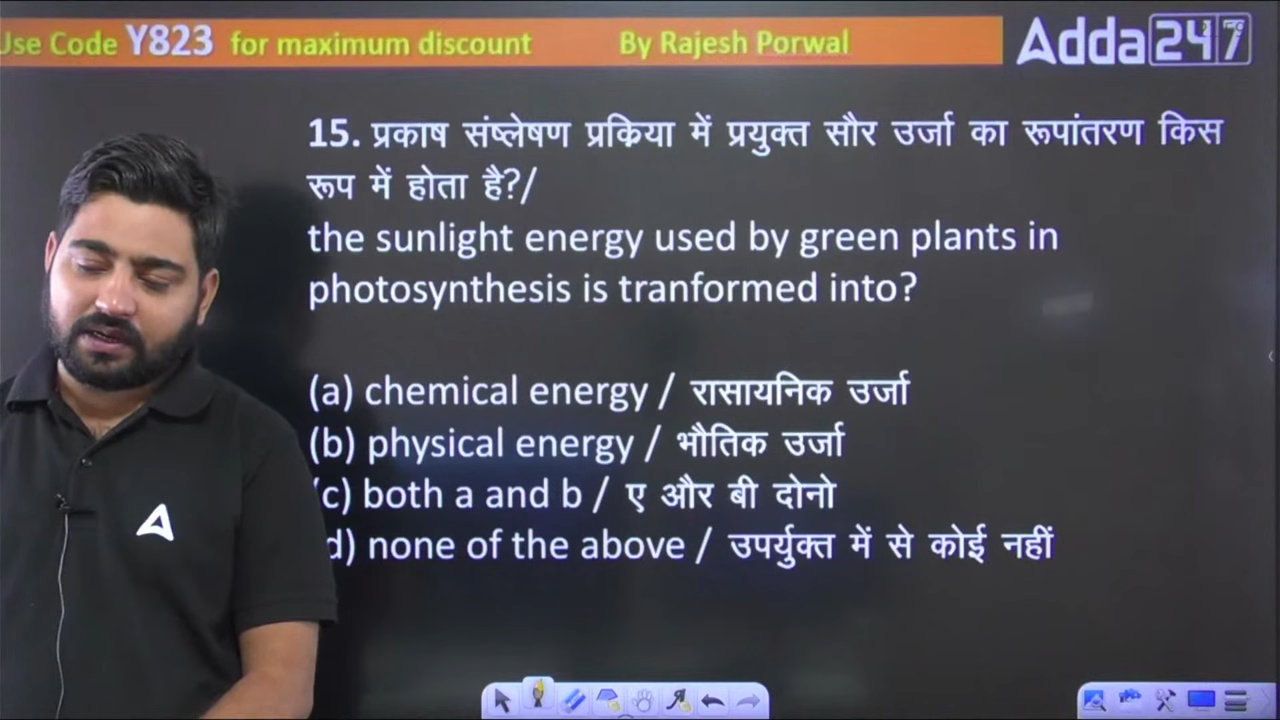 Use Code Y823 for maximum discount By Rajesh Porwal
Adda 247
15. प्रकाष संष्लेषण प्रक्रिया में प्रयुक्त सौर उर्जा का रूपांतरण किस
रूप में होता है?/
the sunlight energy used by green plants in
photosynthesis is tranformed into?
(a) chemical energy / रासायनिक उर्जा
(b) physical energy / भौतिक उर्जा
(c) both a and b / ए और बी दोनो
d) none of the above / उपर्युक्त में से कोई नहीं